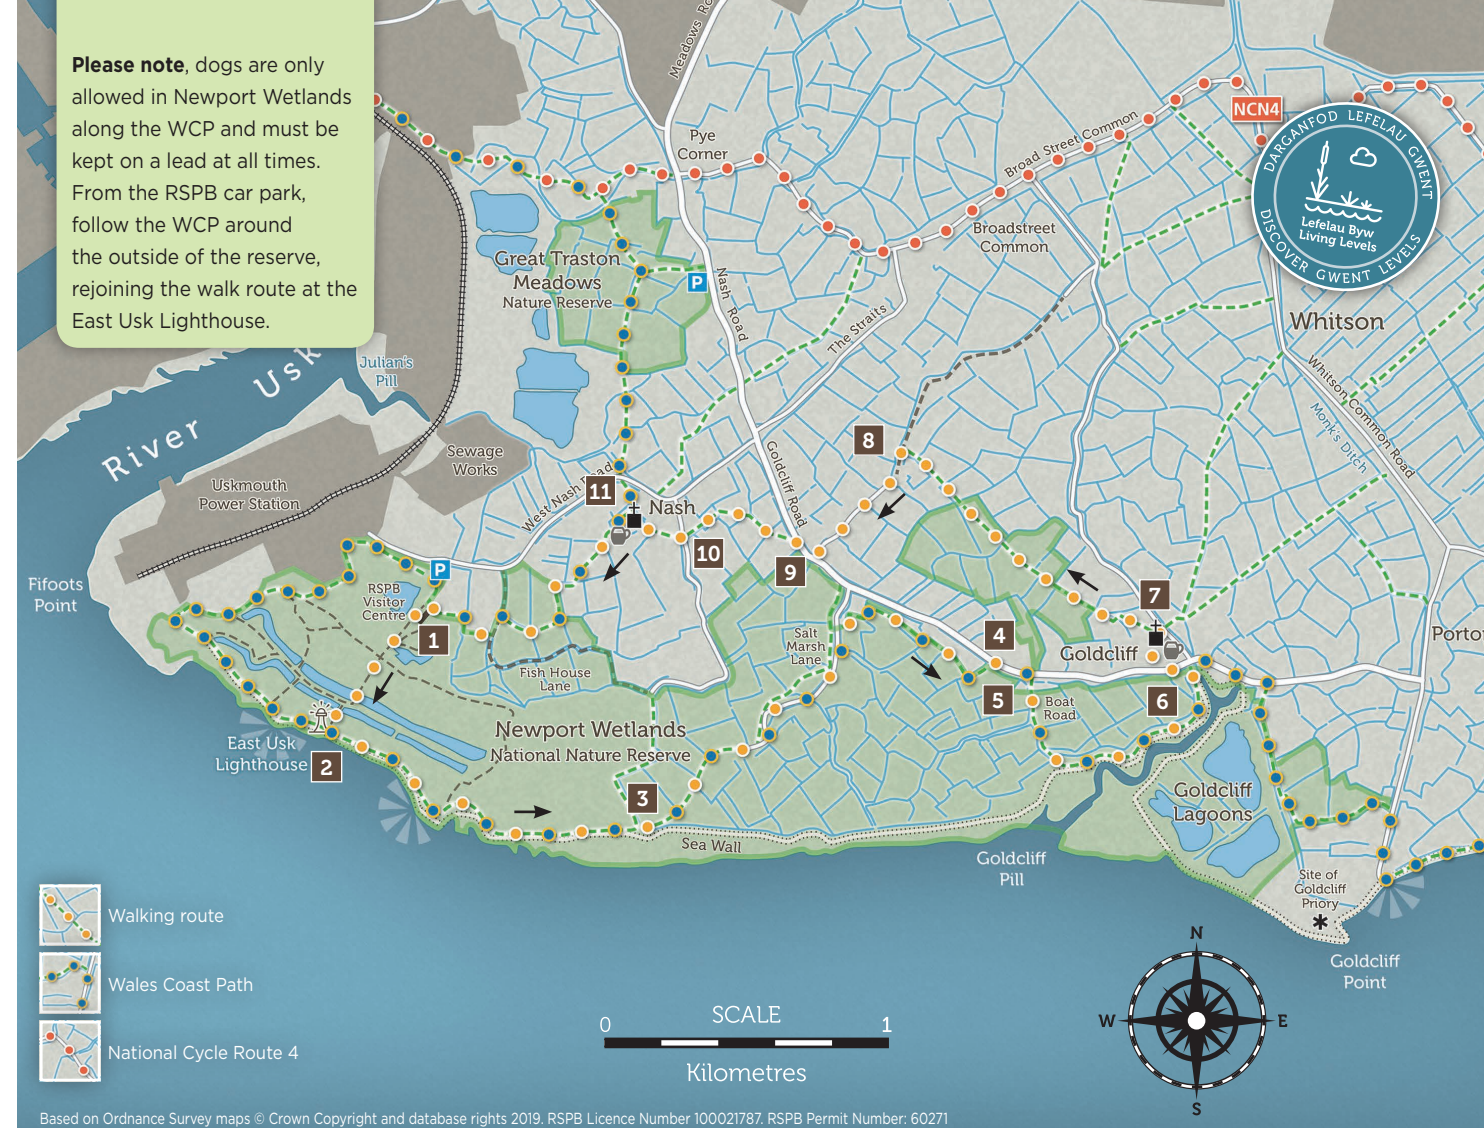 Please note, dogs are only
allowed in Newport Wetlands
along the WCP and must be
kept on a lead at all times.
From the RSPB car park,
follow the WCP around
the outside of the reserve,
rejoining the walk route at the
East Usk Lighthouse.
Meadows Ro
Pye
Corner
Broad Street Common
NCN4
DARGANFOD LEFELAU GWENT
Lefelau Byw
Living Levels
DISCOVER GWENT LEVELS
Broadstreet
Common
Great Traston
Meadows
Nature Reserve
P
Nash Road
The Straits
Whitson
Whitson Common Road
Monk's Ditch
Julian's
Pill
River Usk
Sewage
Works
Uskmouth
Power Station
8
Goldcliff Road
West Nash Road
11
Nash
10
9
Fifoots
Point
P
RSPB
Visitor
Centre
1
7
Goldcliff
4
Porto
Salt
Marsh
Lane
Fish House
Lane
5
Boat
Road
6
Newport Wetlands
National Nature Reserve
East Usk
Lighthouse
2
3
Goldcliff
Lagoons
Sea Wall
Goldcliff
Pill
Site of
Goldcliff
Priory
Goldcliff
Point
Walking route
Wales Coast Path
National Cycle Route 4
SCALE
0 1
Kilometres
N
W E
S
Based on Ordnance Survey maps © Crown Copyright and database rights 2019. RSPB Licence Number 100021787. RSPB Permit Number: 60271